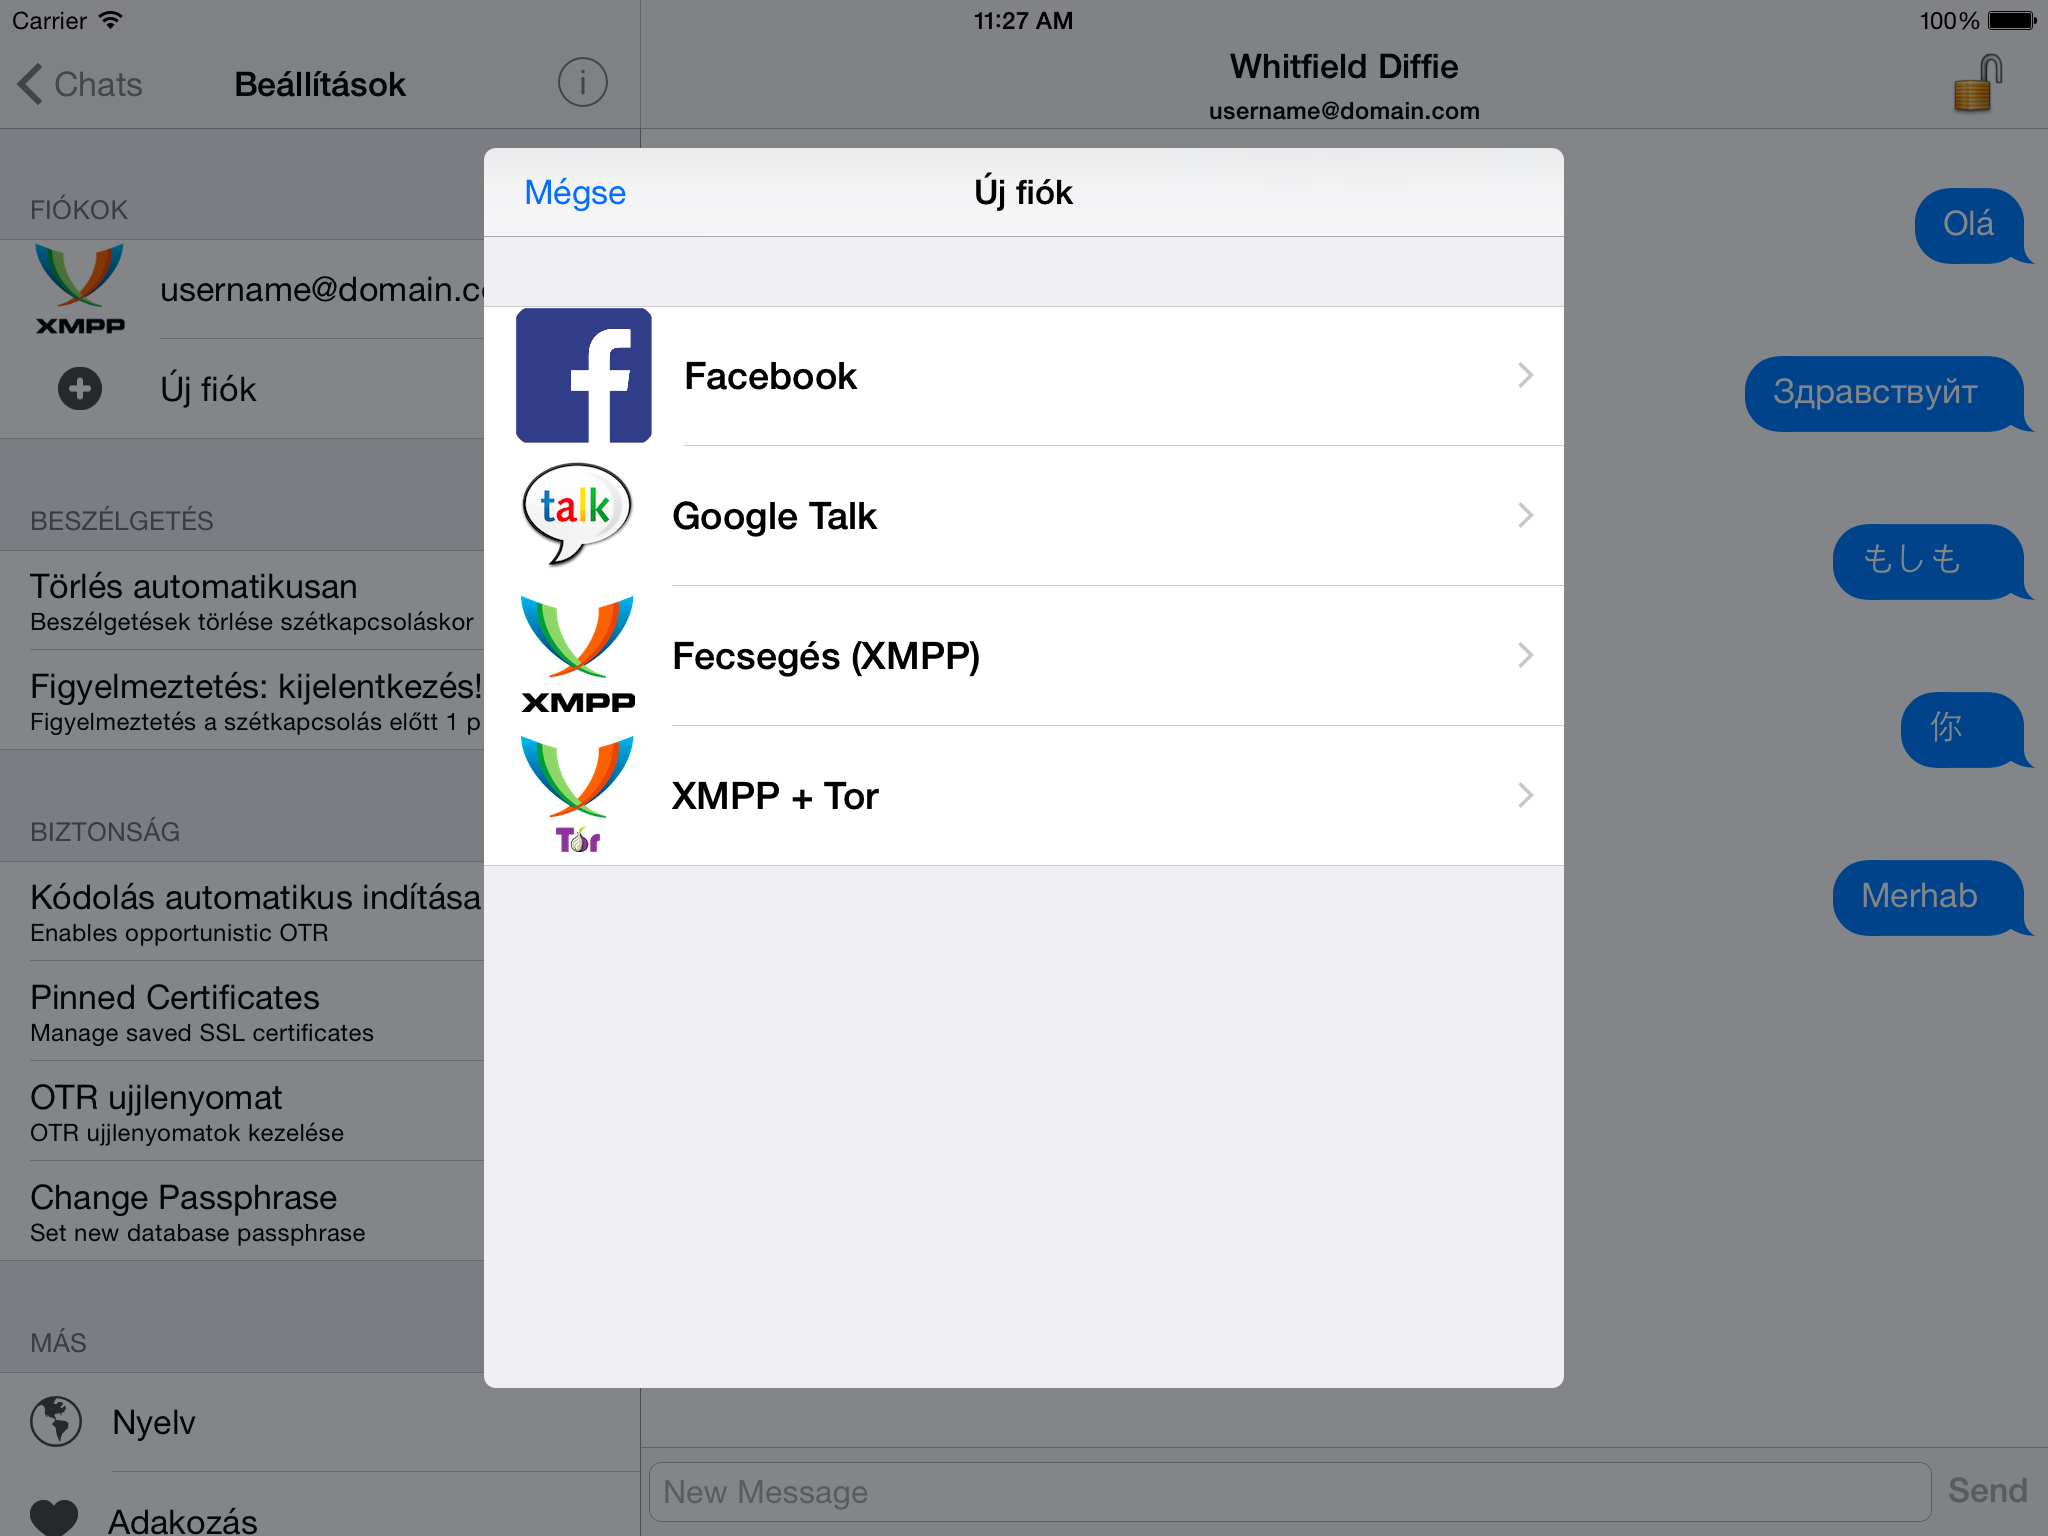 Carrier
11:27 AM
100%
Chats
Beállítások
Whitfield Diffie
username@domain.com
FIÓKOK
XMPP
username@domain.c
Új fiók
BESZÉLGETÉS
Törlés automatikusan
Beszélgetések törlése szétkapcsoláskor
Figyelmeztetés: kijelentkezés!
Figyelmeztetés a szétkapcsolás előtt 1 p
BIZTONSÁG
Kódolás automatikus indítása
Enables opportunistic OTR
Pinned Certificates
Manage saved SSL certificates
OTR ujjlenyomat
OTR ujjlenyomatok kezelése
Change Passphrase
Set new database passphrase
MÁS
Nyelv
Adakozás
Mégse
Új fiók
Facebook
talk
Google Talk
XMPP
Fecsegés (XMPP)
Tor
XMPP + Tor
Olá
Здравствуйт
もしも
你
Merhab
New Message
Send